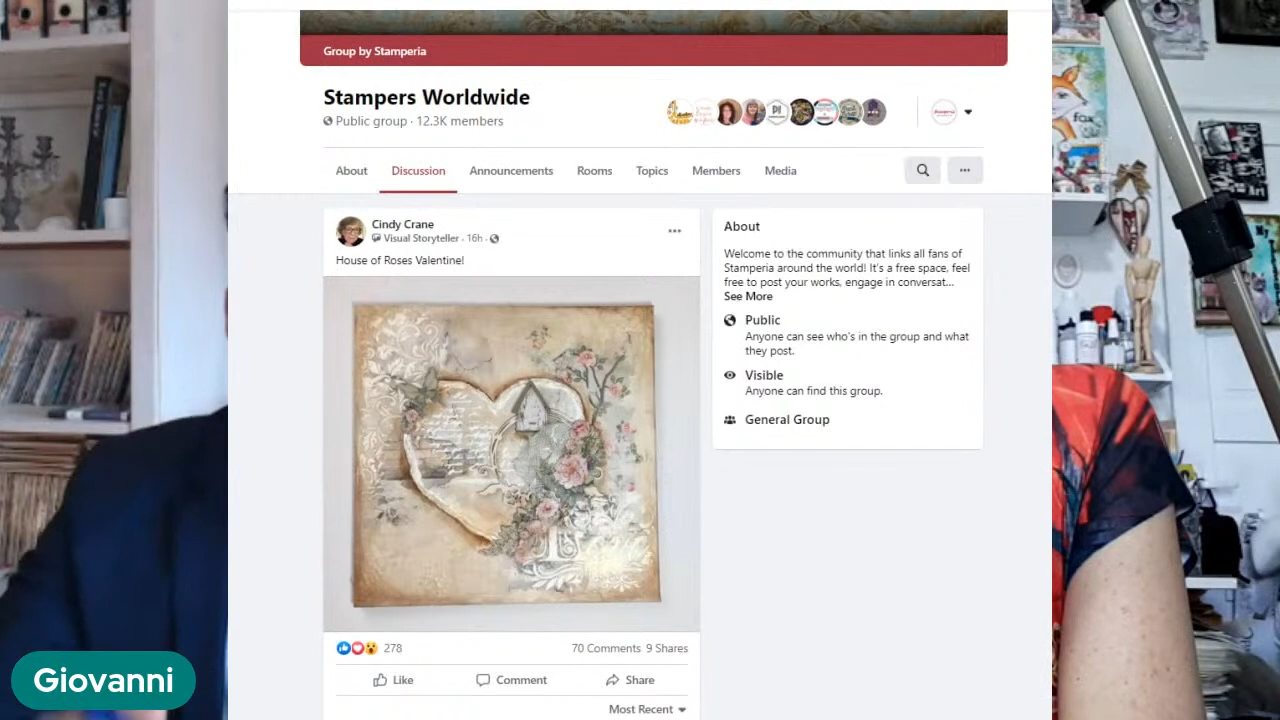 Group by Stamperia
Stampers Worldwide
Public group · 12.3K members
About Discussion Announcements Rooms Topics Members Media
Cindy Crane
Visual Storyteller · 16h ·
House of Roses Valentine!
278
70 Comments 9 Shares
Like Comment Share
Most Recent
About
Welcome to the community that links all fans of
Stamperia around the world! It's a free space, feel
free to post your works, engage in conversat...
See More
Public
Anyone can see who's in the group and what
they post.
Visible
Anyone can find this group.
General Group
fox
Giovanni